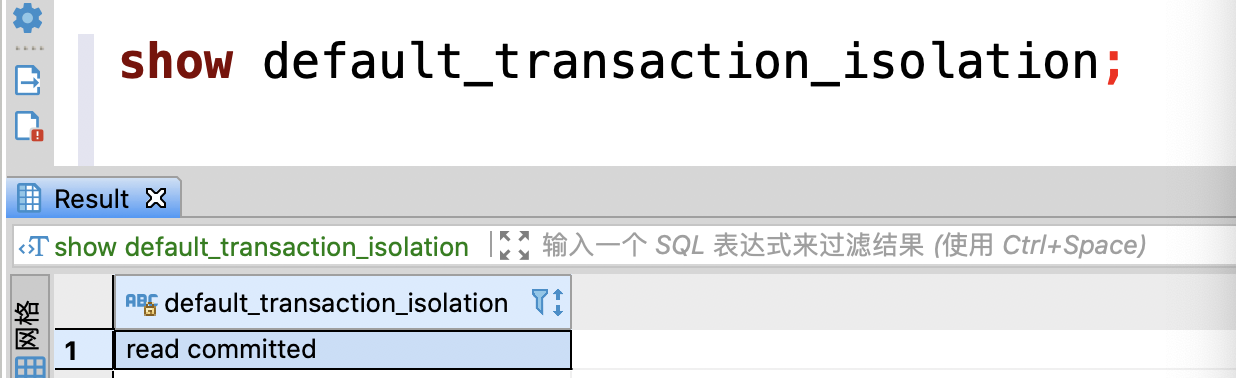 show default_transaction_isolation;
Result
T show default_transaction_isolation 输入一个 SQL 表达式来过滤结果 (使用 Ctrl+Space)
网格
ABC default_transaction_isolation
1 read committed